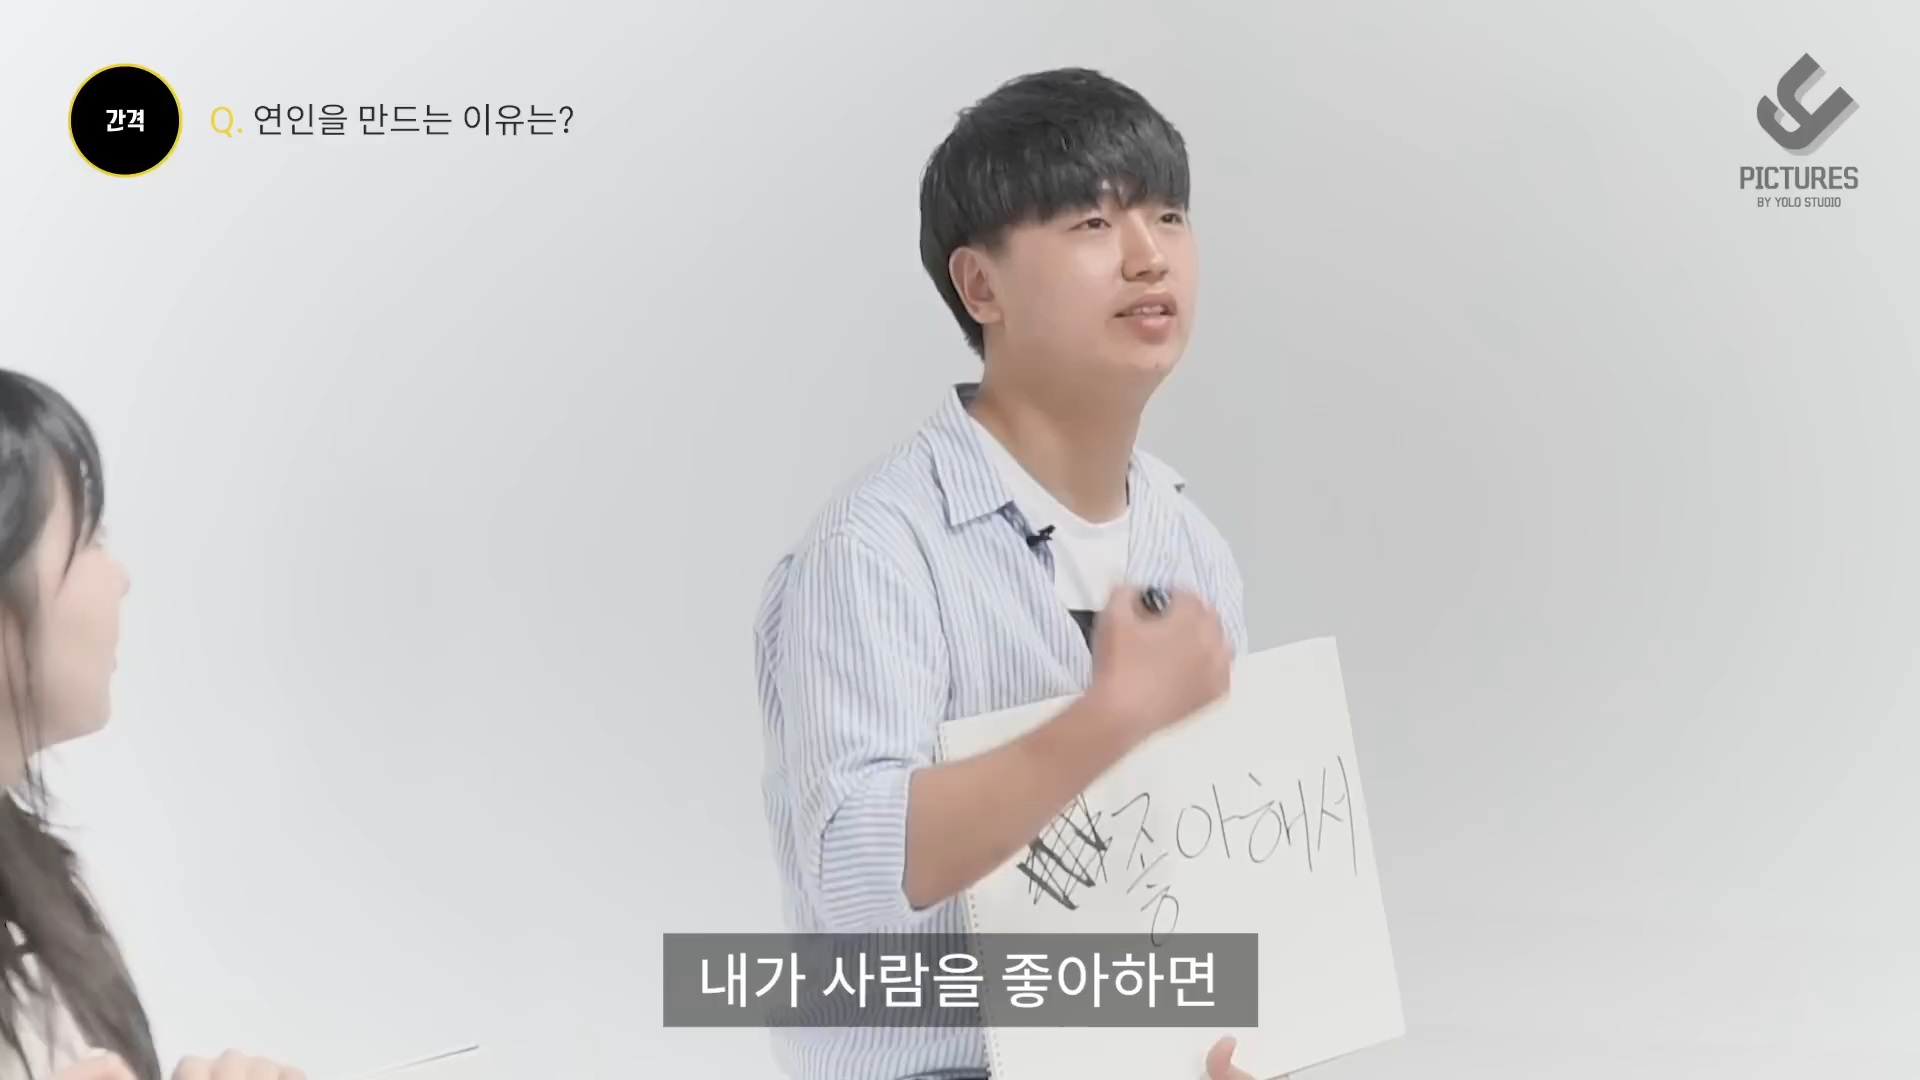 간격
Q. 연인을 만드는 이유는?
PICTURES
BY YOLO STUDIO
좋아해서
내가 사람을 좋아하면